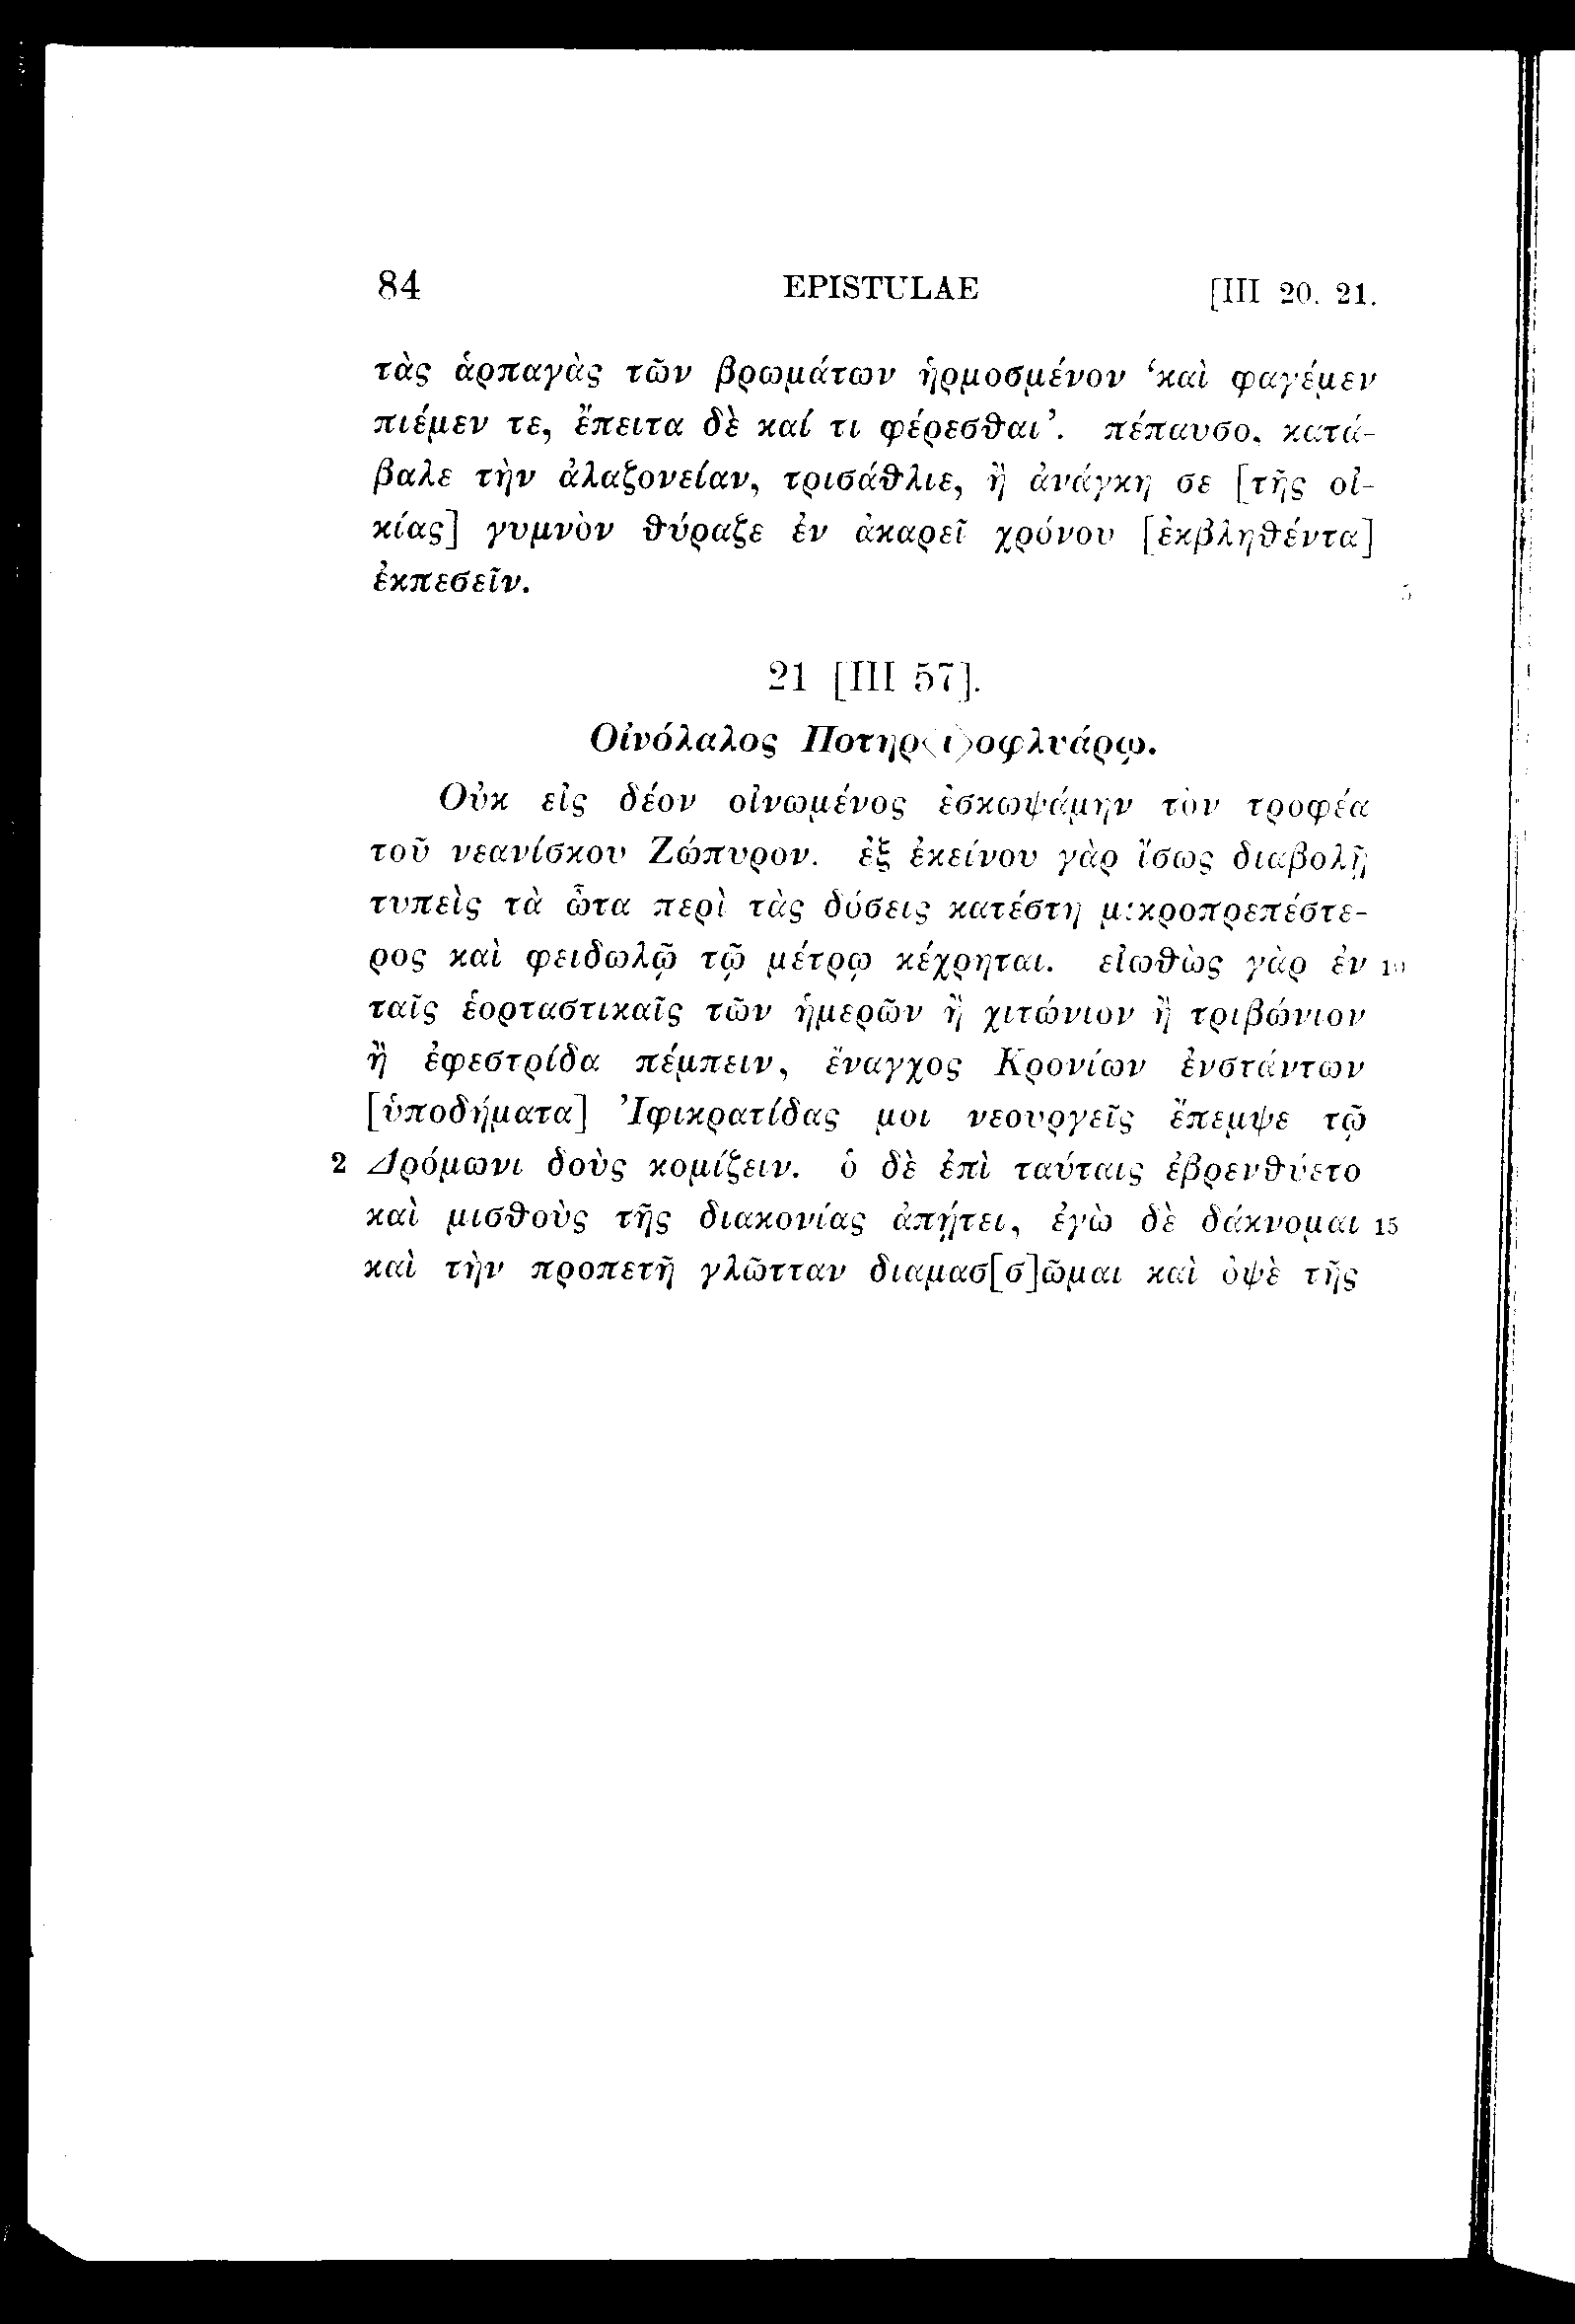 84 EPISTULAE [III 20. 21.
τὰς ἁρπαγὰς τῶν βρωμάτων ἡρμοσμένον ‘καὶ φαγέμεν
πιέμεν τε, ἔπειτα δὲ καί τι φέρεσθαι’. πέπαυσο, κατά-
βαλε τὴν ἀλαζονείαν, τρισάθλιε, ἢ ἀνάγκη σε [τῆς οἰ-
κίας] γυμνὸν θύραζε ἐν ἀκαρεῖ χρόνου [ἐκβληθέντα]
ἐκπεσεῖν. 5
21 [III 57].
Οἰνόλαλος Ποτηρ〈ι〉οφλυάρῳ.
Οὐκ εἰς δέον οἰνωμένος ἐσκωψάμην τὸν τροφέα
τοῦ νεανίσκου Ζώπυρον. ἐξ ἐκείνου γὰρ ἴσως διαβολῇ
τυπεὶς τὰ ὦτα περὶ τὰς δόσεις κατέστη μικροπρεπέστε-
ρος καὶ φειδωλῷ τῷ μέτρῳ κέχρηται. εἰωθὼς γὰρ ἐν 10
ταῖς ἑορταστικαῖς τῶν ἡμερῶν ἢ χιτώνιον ἢ τριβώνιον
ἢ ἐφεστρίδα πέμπειν, ἔναγχος Κρονίων ἐνστάντων
[ὑποδήματα] Ἰφικρατίδας μοι νεουργεῖς ἔπεμψε τῷ
2 Δρόμωνι δοὺς κομίζειν. ὁ δὲ ἐπὶ ταύταις ἐβρενθύετο
καὶ μισθοὺς τῆς διακονίας ἀπῄτει, ἐγὼ δὲ δάκνομαι 15
καὶ τὴν προπετῆ γλῶτταν διαμασ[σ]ῶμαι καὶ ὀψὲ τῆς